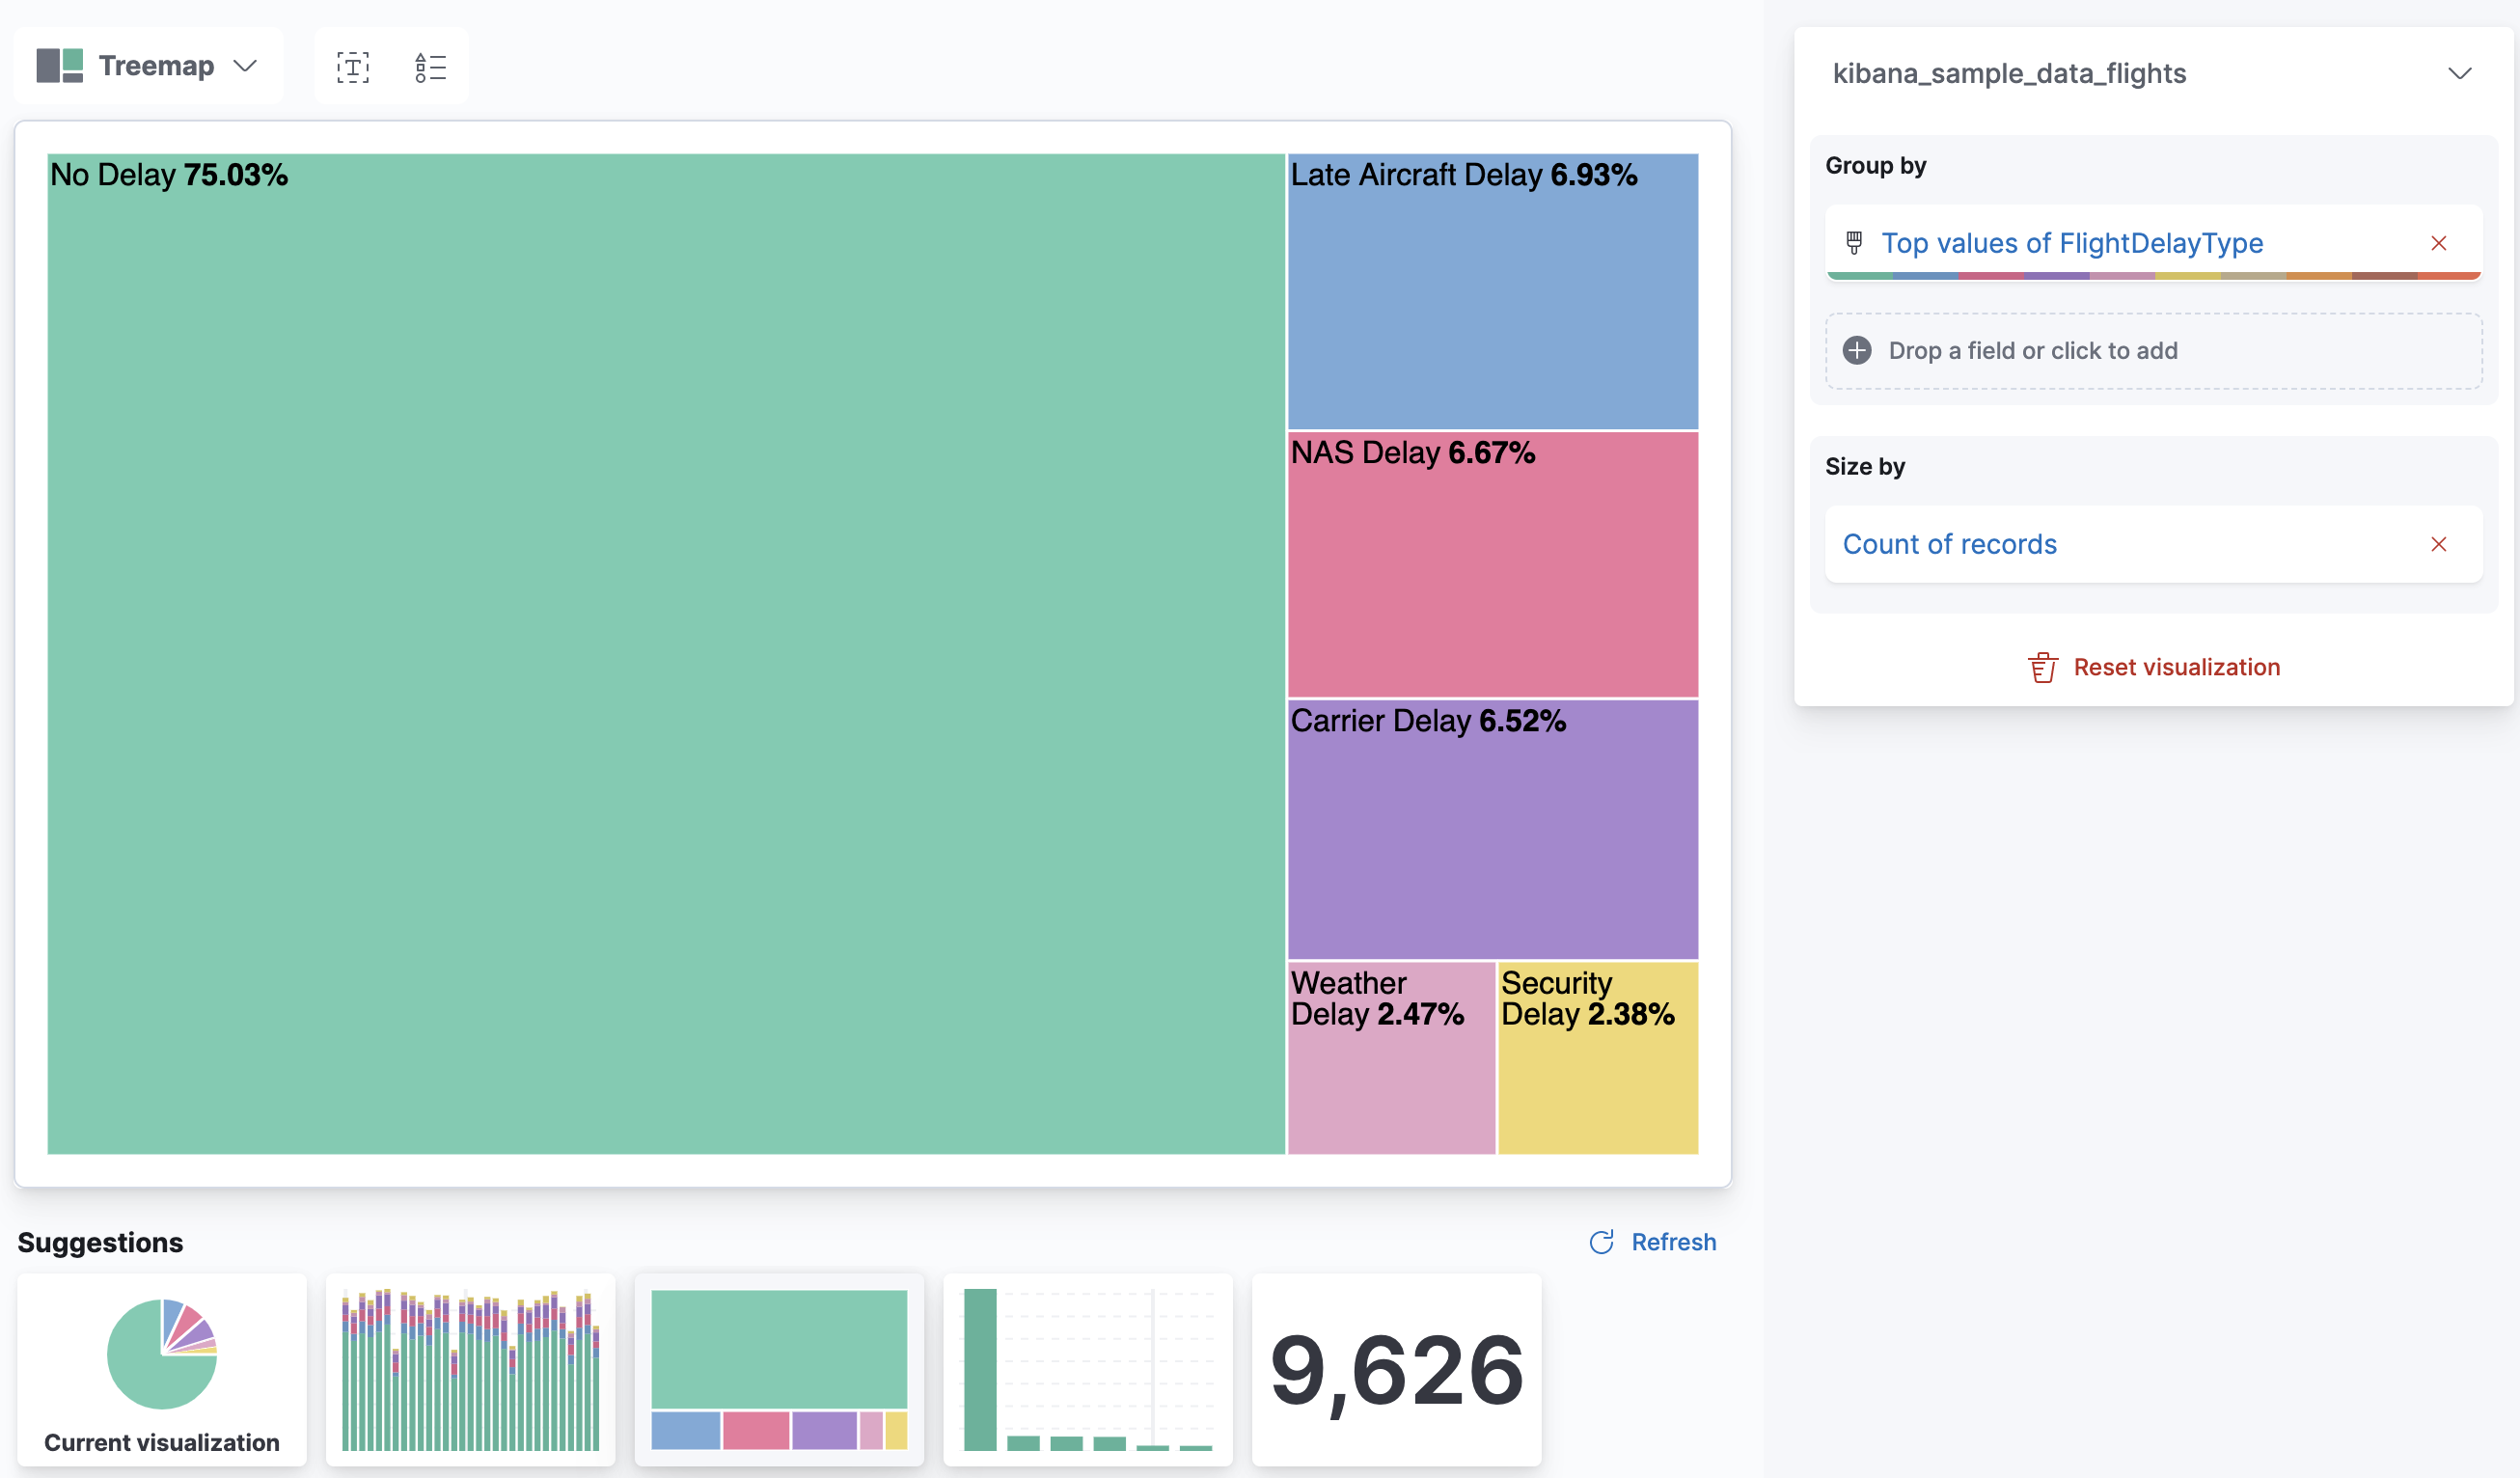 Treemap
kibana_sample_data_flights
No Delay 75.03%
Late Aircraft Delay 6.93%
NAS Delay 6.67%
Carrier Delay 6.52%
Weather
Delay 2.47%
Security
Delay 2.38%
Group by
Top values of FlightDelayType
Drop a field or click to add
Size by
Count of records
Reset visualization
Suggestions
Refresh
Current visualization
9,626